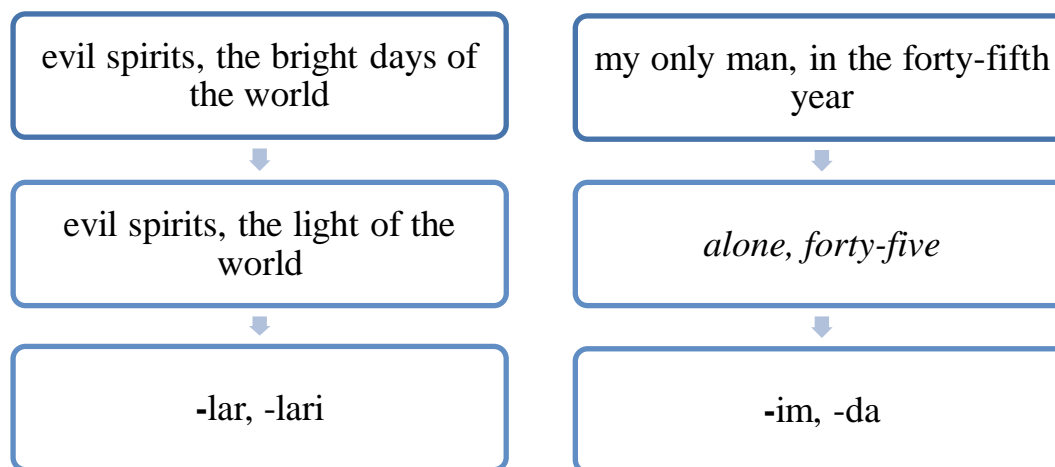 evil spirits, the bright days of
the world
evil spirits, the light of the
world
-lar, -lari
my only man, in the forty-fifth
year
alone, forty-five
-im, -da